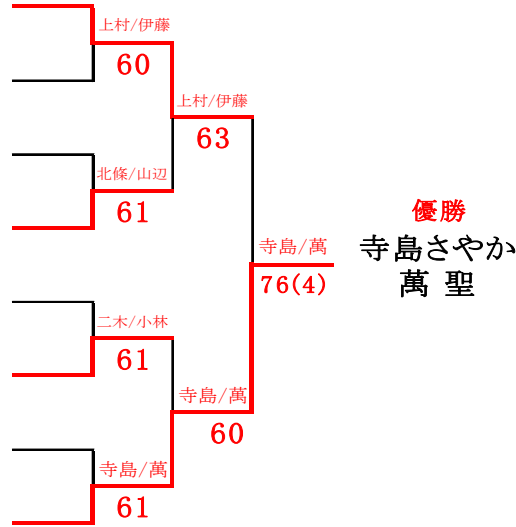 上村/伊藤
60
上村/伊藤
63
北條/山辺
61
寺島/萬
76(4)
優勝
寺島さやか
萬 聖
二木/小林
61
寺島/萬
60
寺島/萬
61